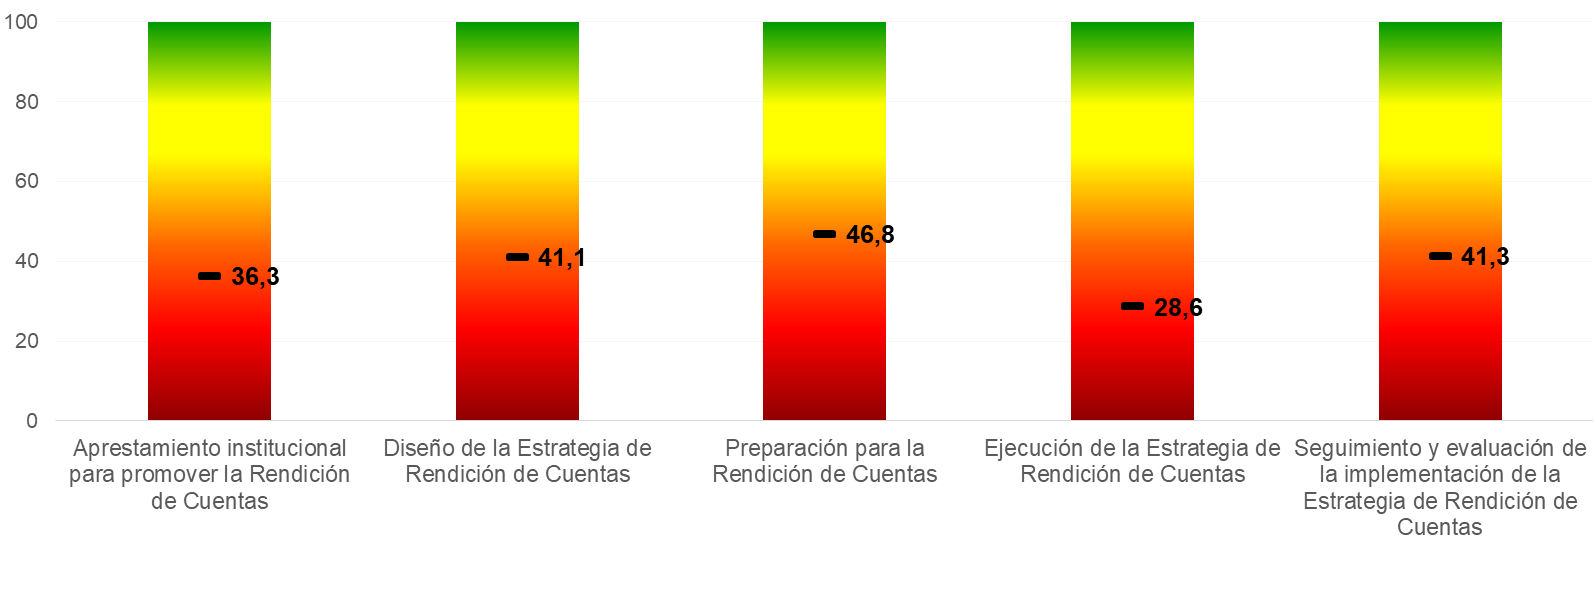 100
80
60
40
20
0
36,3
41,1
46,8
28,6
41,3
Aprestamiento institucional
para promover la Rendición
de Cuentas
Diseño de la Estrategia de
Rendición de Cuentas
Preparación para la
Rendición de Cuentas
Ejecución de la Estrategia de
Rendición de Cuentas
Seguimiento y evaluación de
la implementación de la
Estrategia de Rendición de
Cuentas